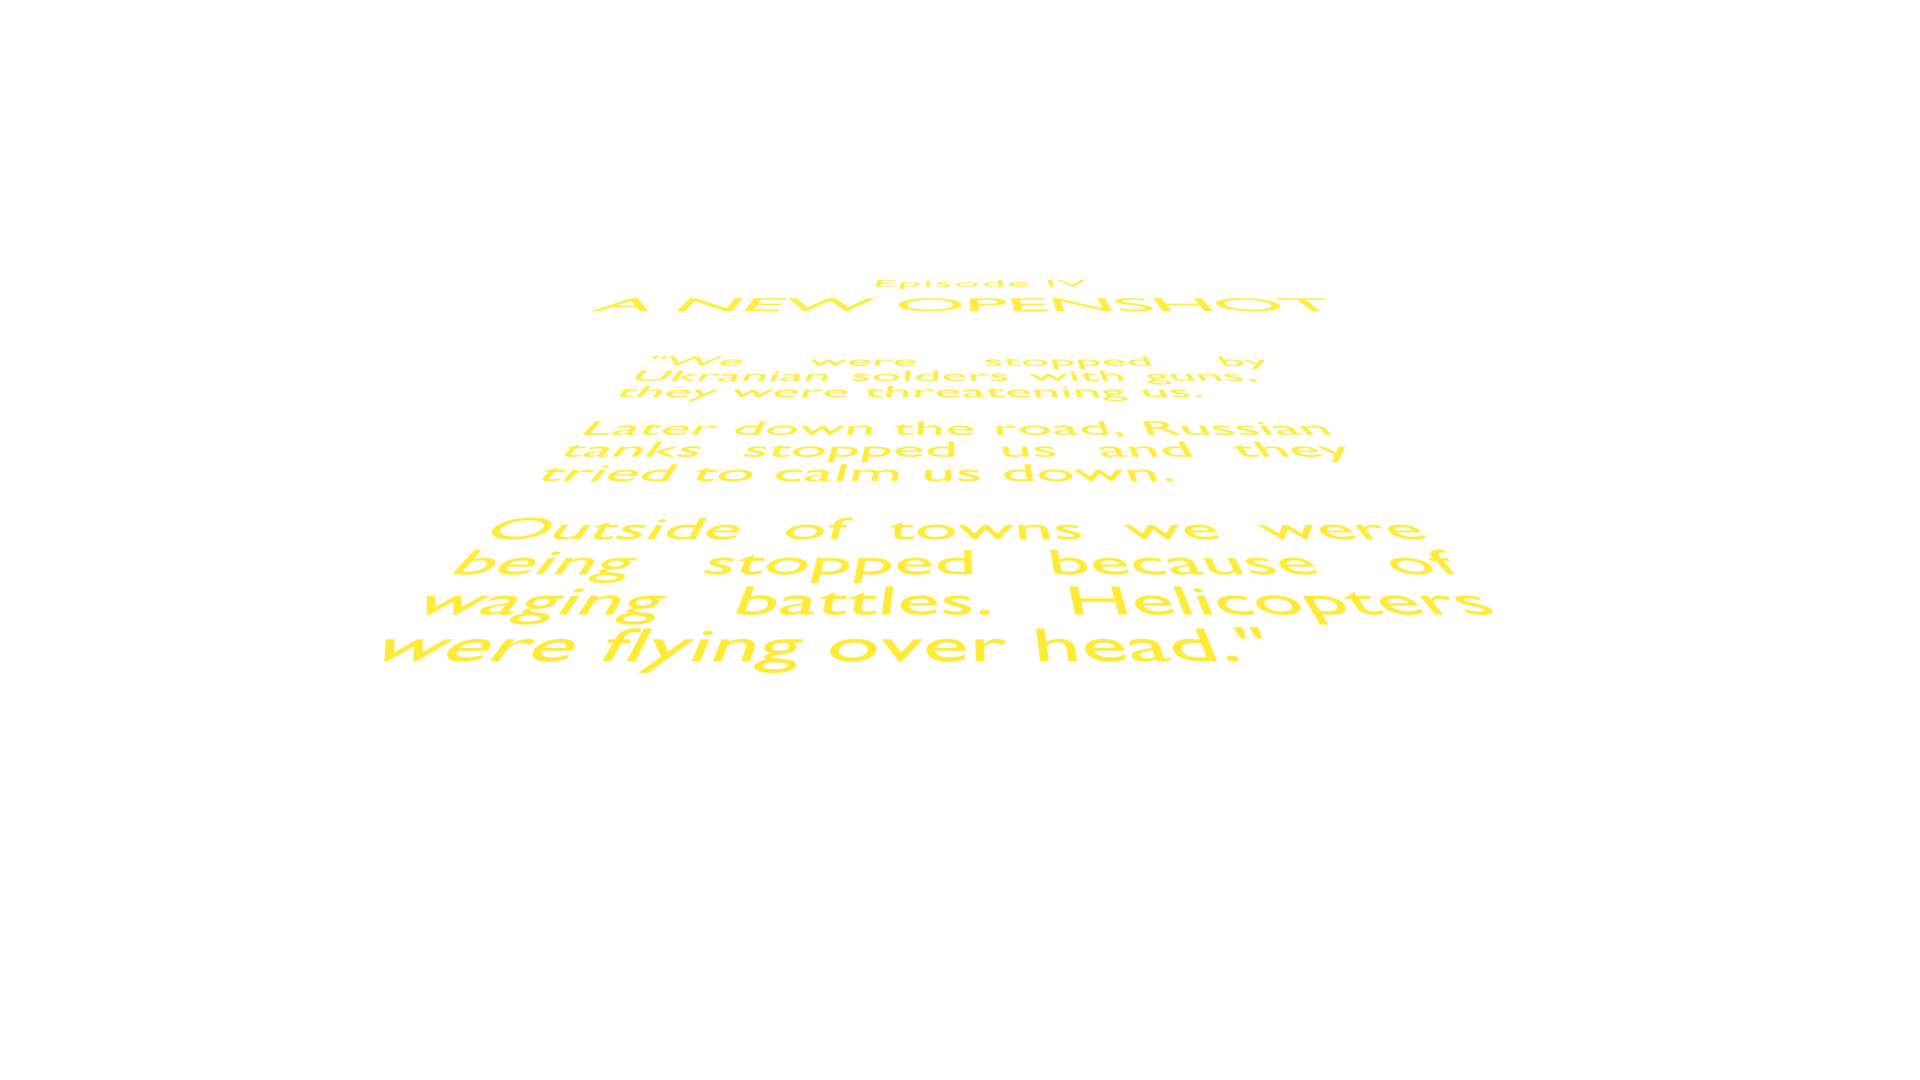 Episode IV
A NEW OPENSHOT
"We were stopped by
Ukranian solders with guns,
they were threatening us.
Later down the road, Russian
tanks stopped us and they
tried to calm us down.
Outside of towns we were
being stopped because of
waging battles. Helicopters
were flying over head."